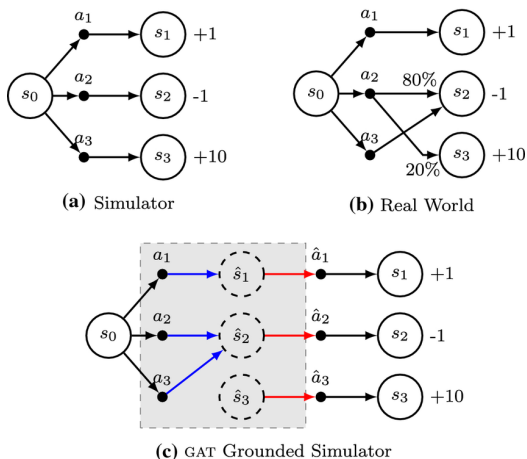 a₁ s₁ +1
s₀ a₂ s₂ -1
a₃ s₃ +10
(a) Simulator
a₁ s₁ +1
s₀ a₂ 80% s₂ -1
a₃ 20% s₃ +10
(b) Real World
a₁ ŝ₁ â₁ s₁ +1
s₀ a₂ ŝ₂ â₂ s₂ -1
a₃ ŝ₃ â₃ s₃ +10
(c) GAT Grounded Simulator